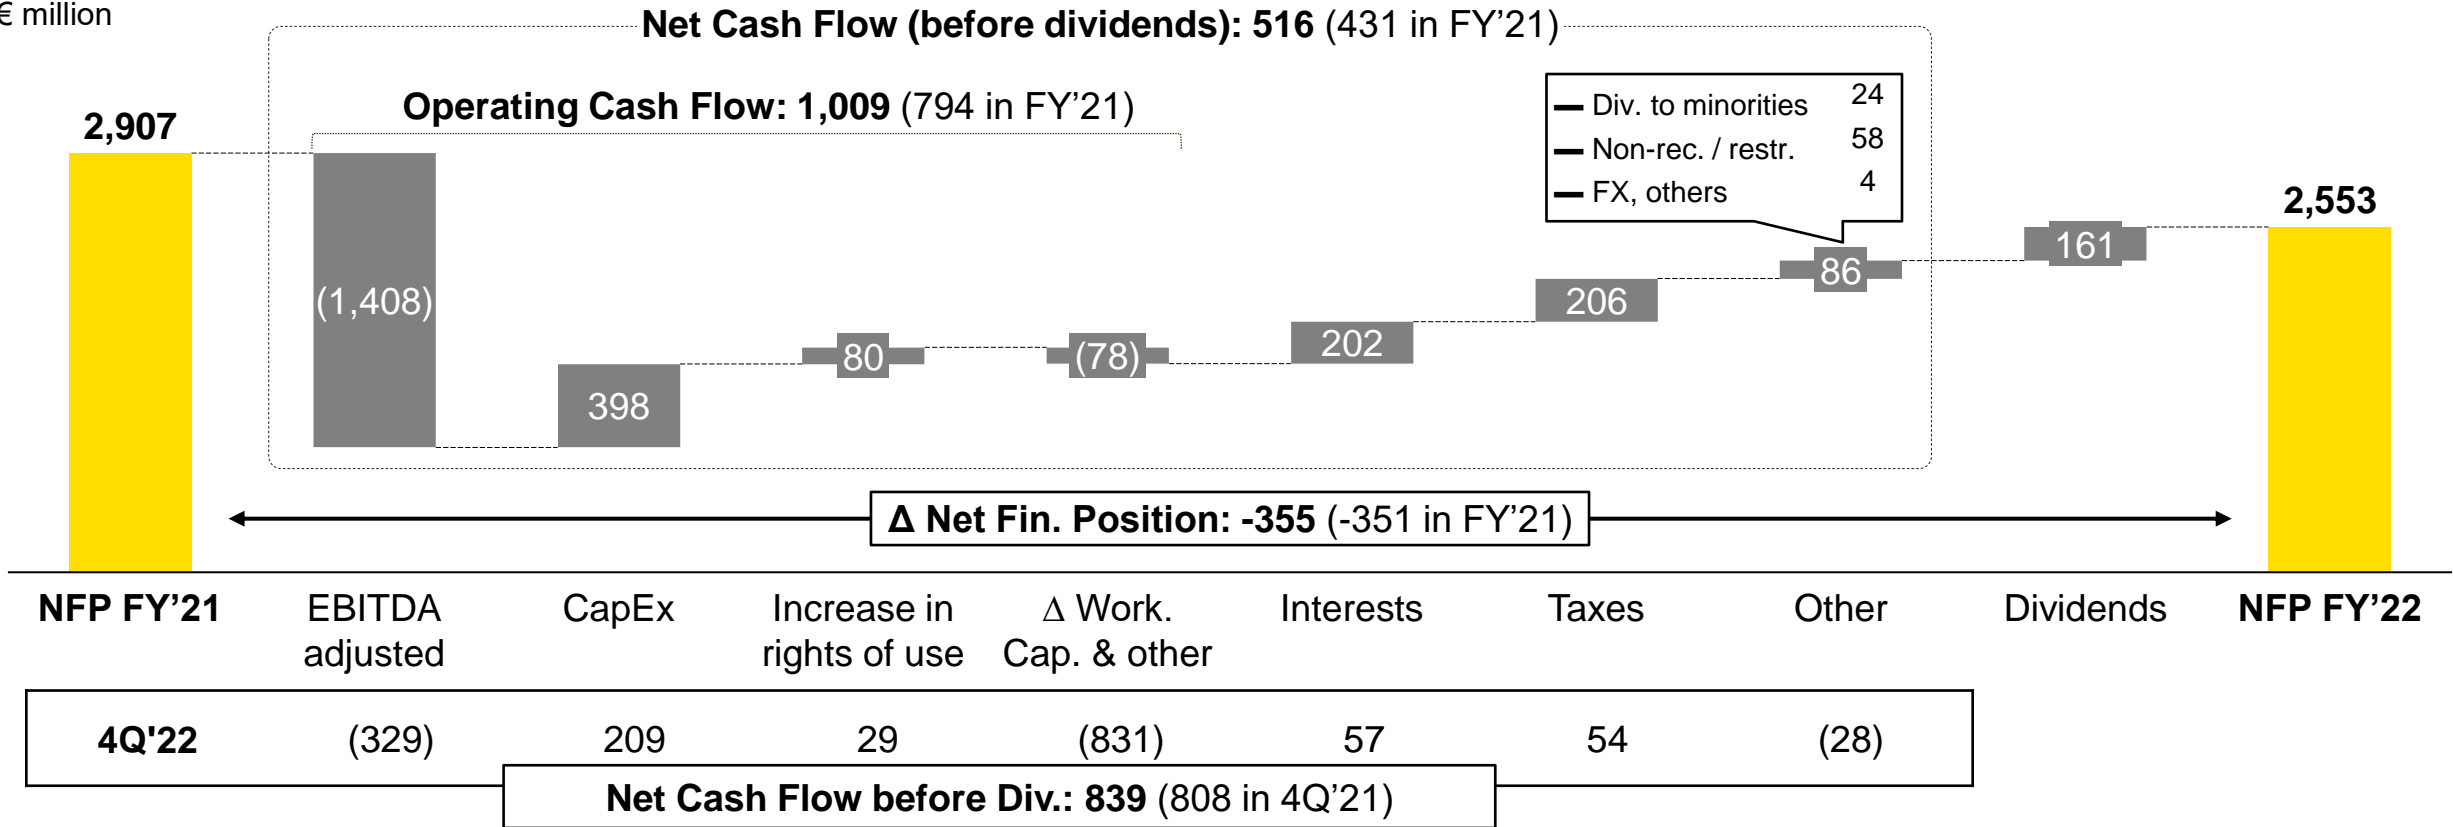 € million
Net Cash Flow (before dividends): 516 (431 in FY’21)
Operating Cash Flow: 1,009 (794 in FY’21)
Div. to minorities 24
Non-rec. / restr. 58
FX, others 4
2,907
(1,408)
398
80
(78)
202
206
86
161
2,553
Δ Net Fin. Position: -355 (-351 in FY’21)
NFP FY’21
EBITDA
adjusted
CapEx
Increase in
rights of use
Δ Work.
Cap. & other
Interests
Taxes
Other
Dividends
NFP FY’22
4Q'22 (329) 209 29 (831) 57 54 (28)
Net Cash Flow before Div.: 839 (808 in 4Q’21)